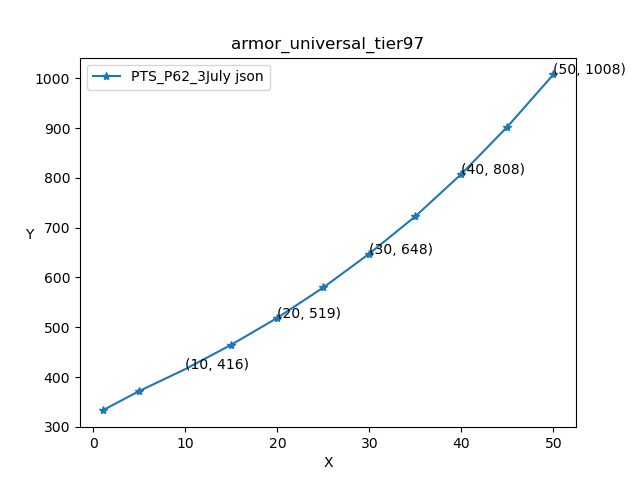 armor_universal_tier97
PTS_P62_3July json
(50, 1008)
(40, 808)
(30, 648)
(20, 519)
(10, 416)
Y
1000
900
800
700
600
500
400
300
0 10 20 30 40 50
X